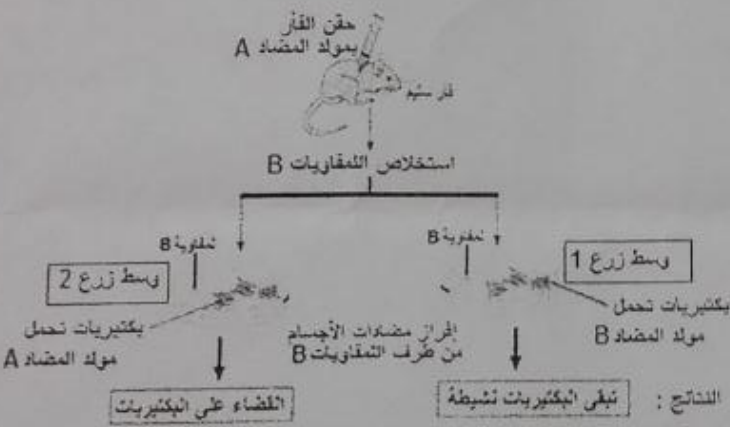 حقن الفأر
بمولد المضاد A
فأر سليم
استخلاص اللمفاويات B
لمفاوية B
وسط زرع 1
بكتيريات تحمل
مولد المضاد B
لمفاوية B
وسط زرع 2
بكتيريات تحمل
مولد المضاد A
إفراز مضادات الأجسام
من طرف اللمفاويات B
النتائج :
تبقى البكتيريات نشيطة
القضاء على البكتيريات